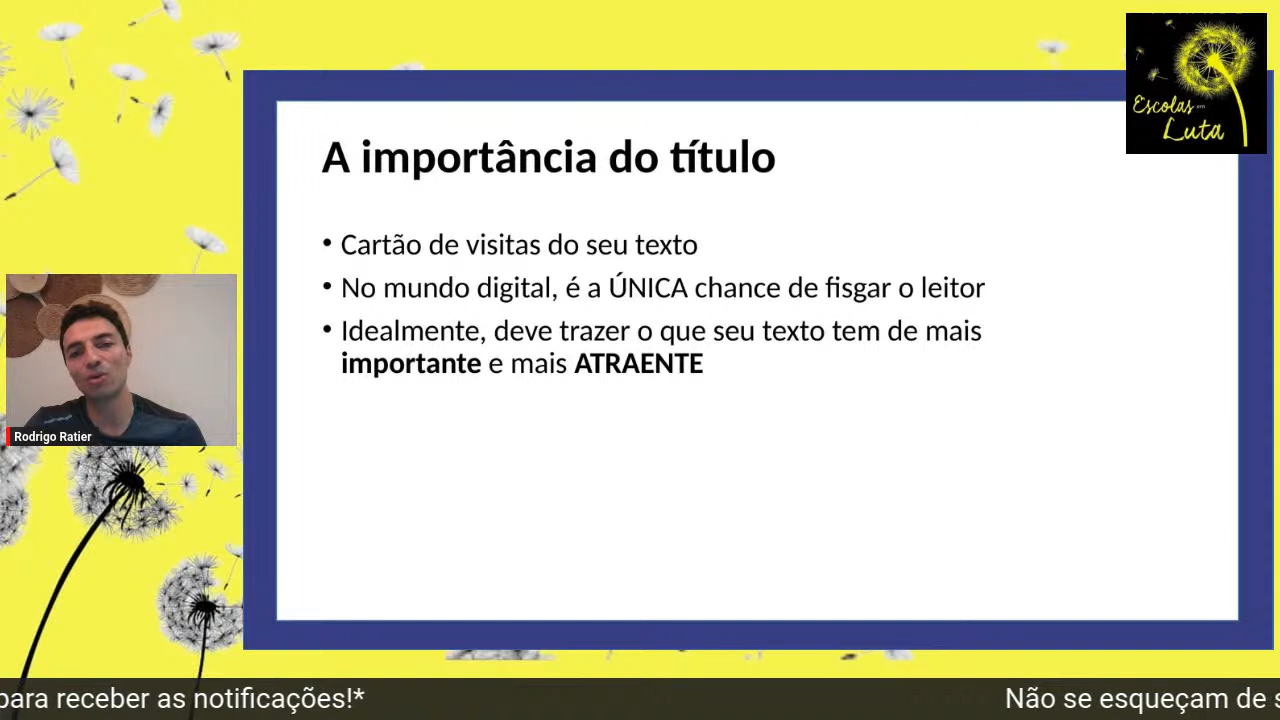 Escolas em
Luta
A importância do título
• Cartão de visitas do seu texto
• No mundo digital, é a ÚNICA chance de fisgar o leitor
• Idealmente, deve trazer o que seu texto tem de mais
importante e mais ATRAENTE
Rodrigo Ratier
para receber as notificações!* Não se esqueçam de s